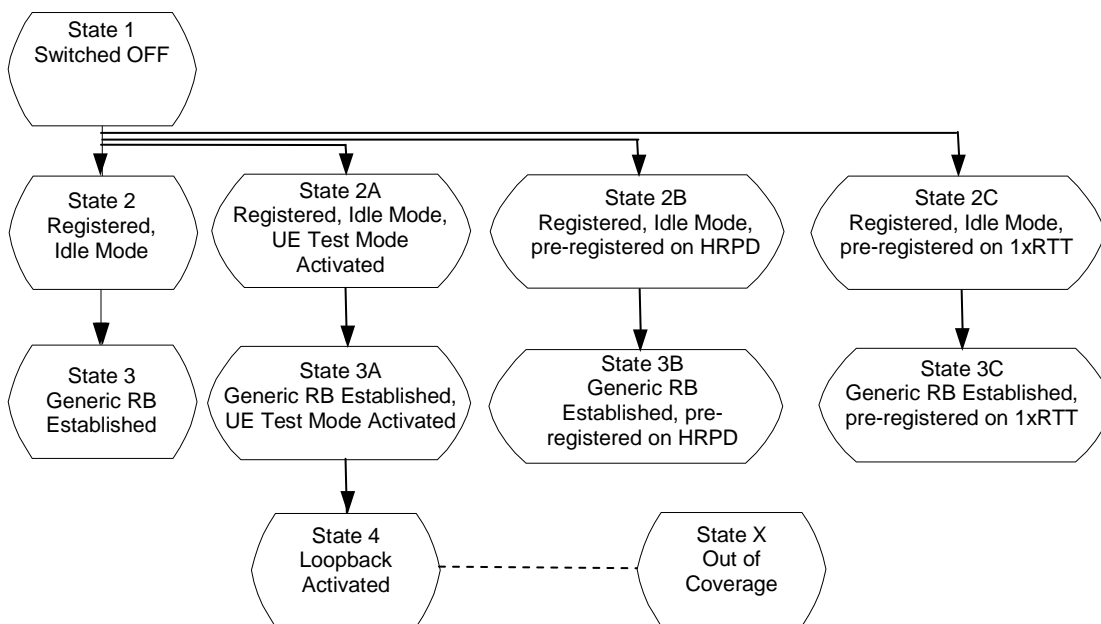 State 1
Switched OFF
State 2
Registered,
Idle Mode
State 2A
Registered, Idle Mode,
UE Test Mode
Activated
State 2B
Registered, Idle Mode,
pre-registered on HRPD
State 2C
Registered, Idle Mode,
pre-registered on 1xRTT
State 3
Generic RB
Established
State 3A
Generic RB Established,
UE Test Mode Activated
State 3B
Generic RB
Established, pre-
registered on HRPD
State 3C
Generic RB Established,
pre-registered on 1xRTT
State 4
Loopback
Activated
State X
Out of
Coverage